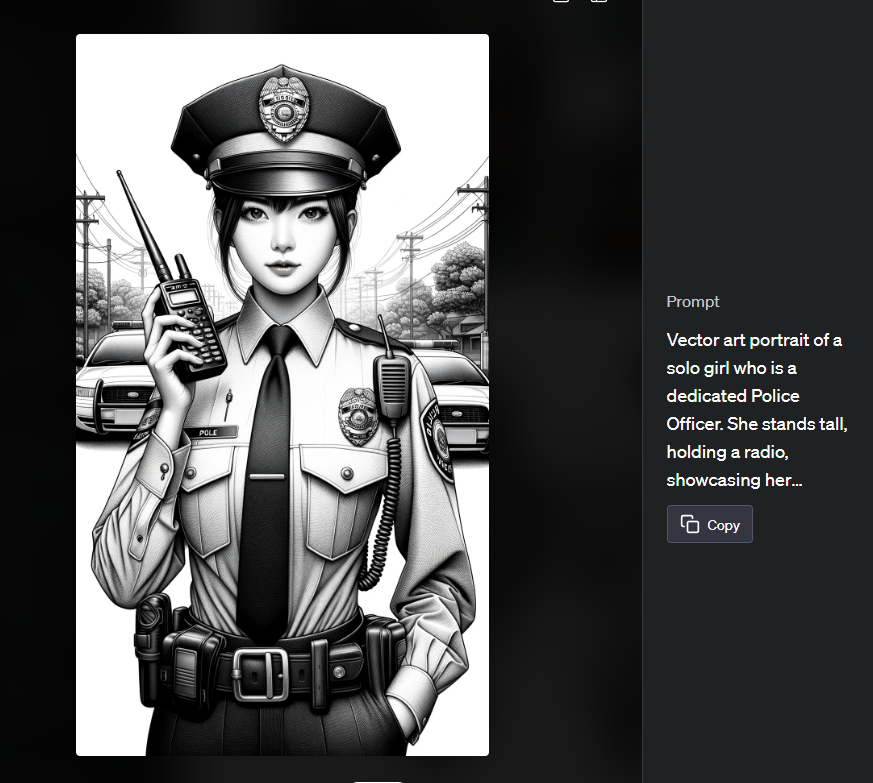 POLE
Prompt
Vector art portrait of a
solo girl who is a
dedicated Police
Officer. She stands tall,
holding a radio,
showcasing her...
Copy